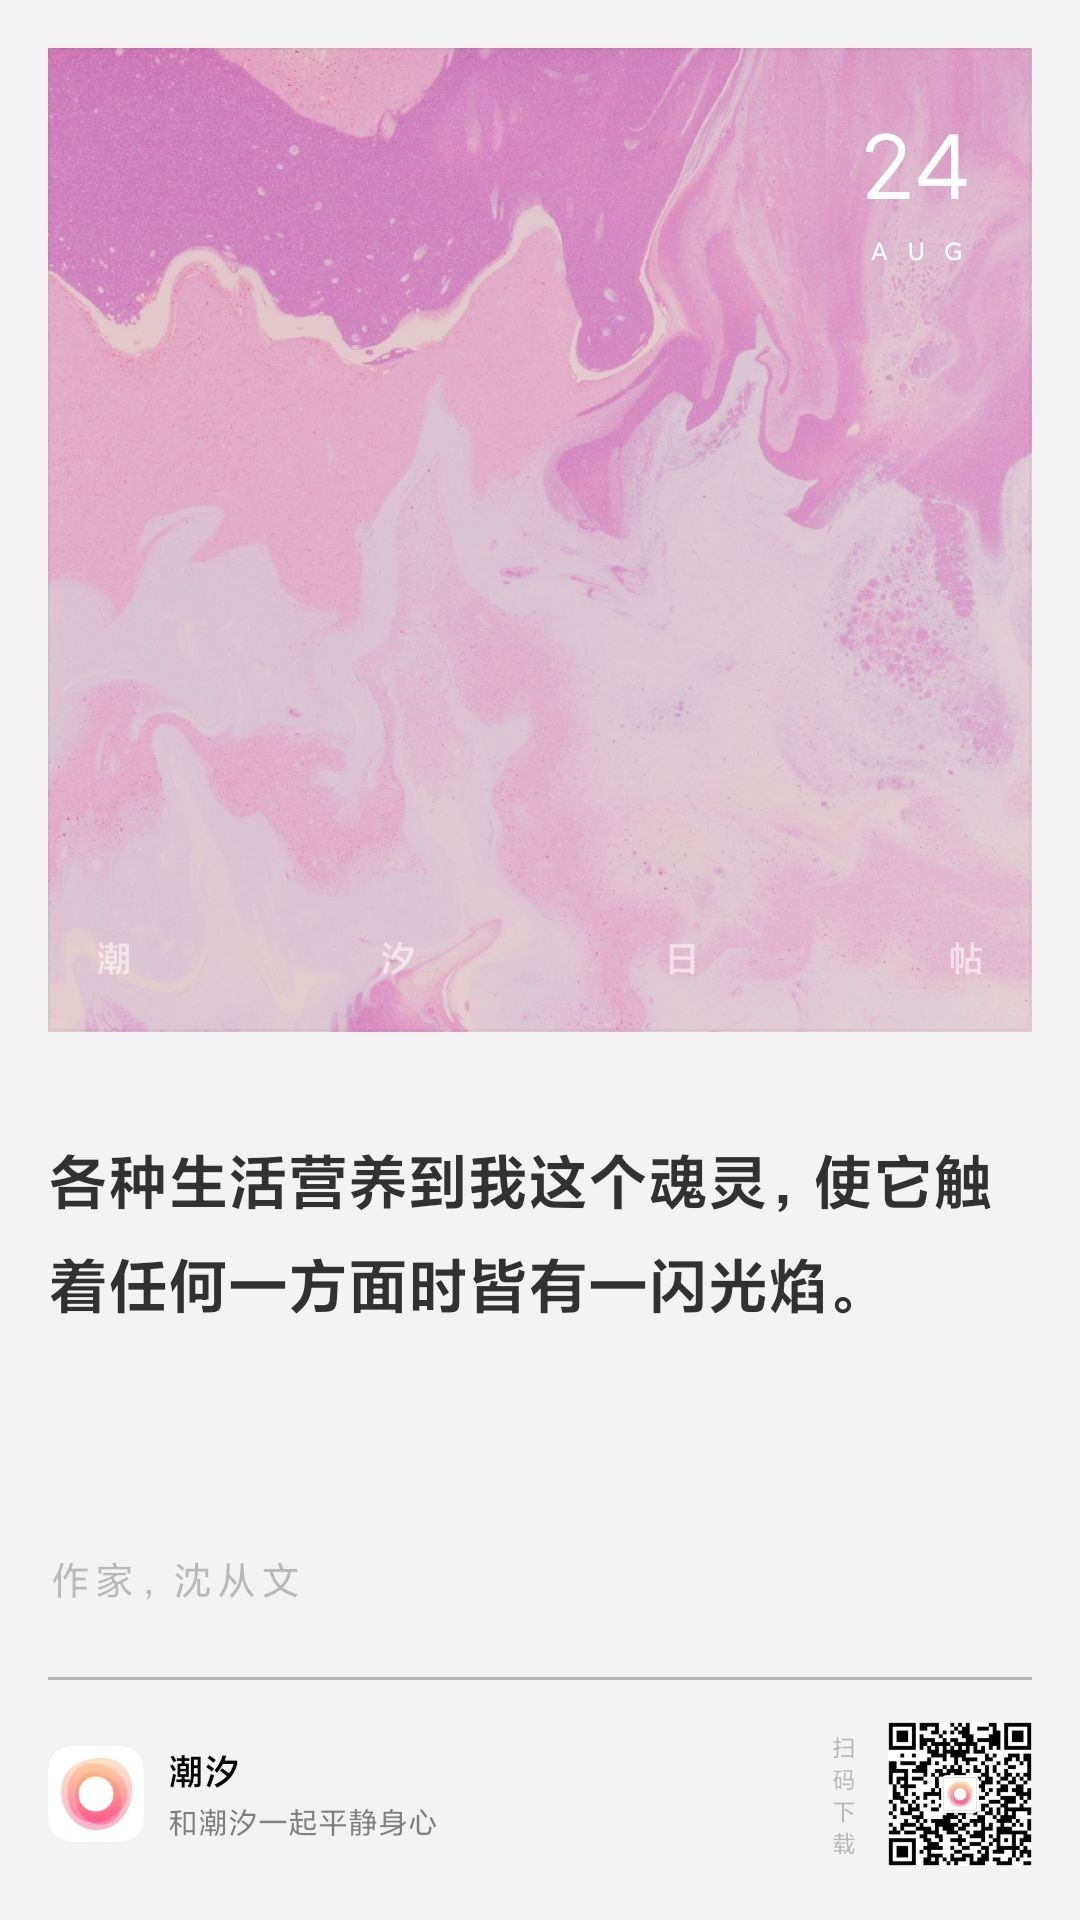 24
AUG
潮汐日帖
各种生活营养到我这个魂灵，使它触
着任何一方面时皆有一闪光焰。
作家，沈从文
潮汐
和潮汐一起平静身心
扫码下载